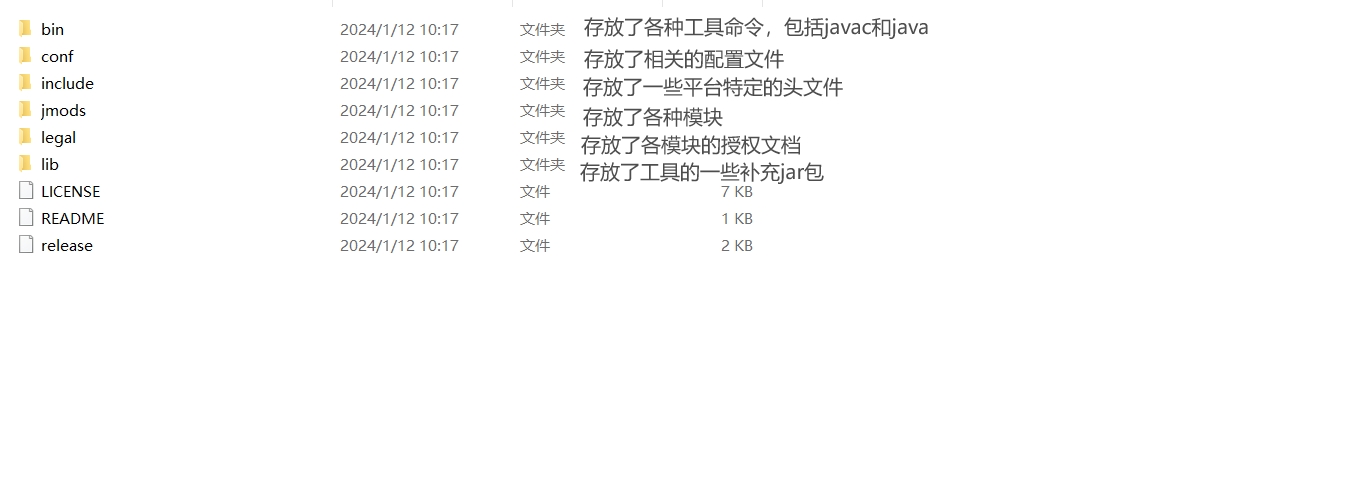 bin 2024/1/12 10:17 文件夹 存放了各种工具命令，包括javac和java
conf 2024/1/12 10:17 文件夹 存放了相关的配置文件
include 2024/1/12 10:17 文件夹 存放了一些平台特定的头文件
jmods 2024/1/12 10:17 文件夹 存放了各种模块
legal 2024/1/12 10:17 文件夹 存放了各模块的授权文档
lib 2024/1/12 10:17 文件夹 存放了工具的一些补充jar包
LICENSE 2024/1/12 10:17 文件 7 KB
README 2024/1/12 10:17 文件 1 KB
release 2024/1/12 10:17 文件 2 KB